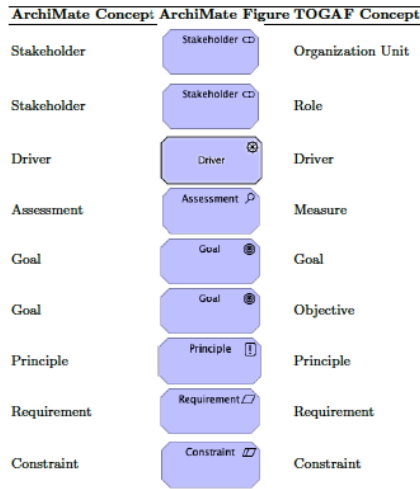 ArchiMate Concept ArchiMate Figure TOGAF Concept
Stakeholder Stakeholder Organization Unit
Stakeholder Stakeholder Role
Driver Driver Driver
Assessment Assessment Measure
Goal Goal Goal
Goal Goal Objective
Principle Principle Principle
Requirement Requirement Requirement
Constraint Constraint Constraint